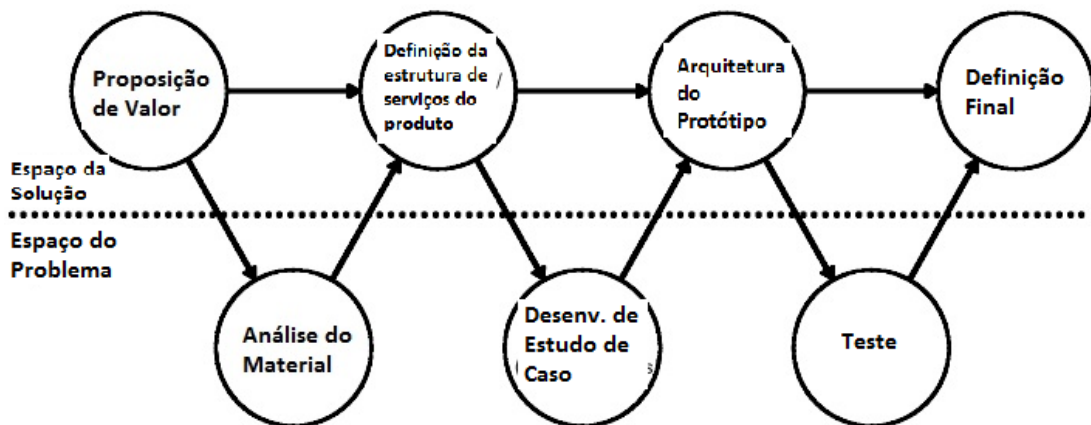 Proposição
de Valor
Definição da
estrutura de /
serviços do
produto
Arquitetura
do
Protótipo
Definição
Final
Espaço da
Solução
Espaço do
Problema
Análise do
Material
Desenv. de
Estudo de
Caso
Teste